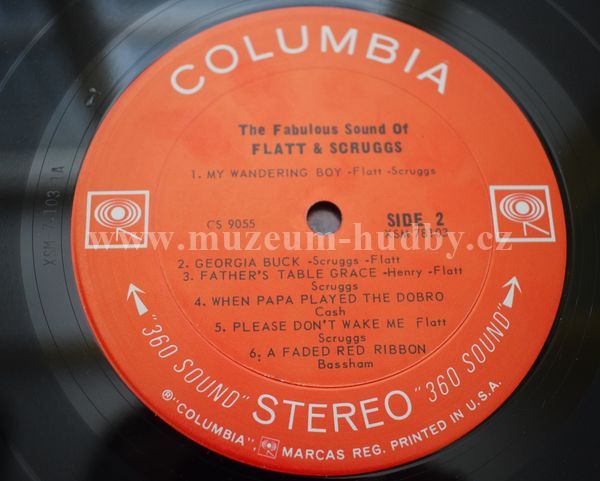 COLUMBIA
The Fabulous Sound Of
FLATT & SCRUGGS
1. MY WANDERING BOY -Flatt -Scruggs
CS 9055
SIDE 2
XSM 78103
www.muzeum-hudby.cz
2. GEORGIA BUCK -Scruggs -Flatt
3. FATHER'S TABLE GRACE -Henry -Flatt
Scruggs
4. WHEN PAPA PLAYED THE DOBRO
Cash
5. PLEASE DON'T WAKE ME Flatt
Scruggs
6. A FADED RED RIBBON
Bassham
"360 SOUND" STEREO "360 SOUND"
® "COLUMBIA", MARCAS REG. PRINTED IN U.S.A.